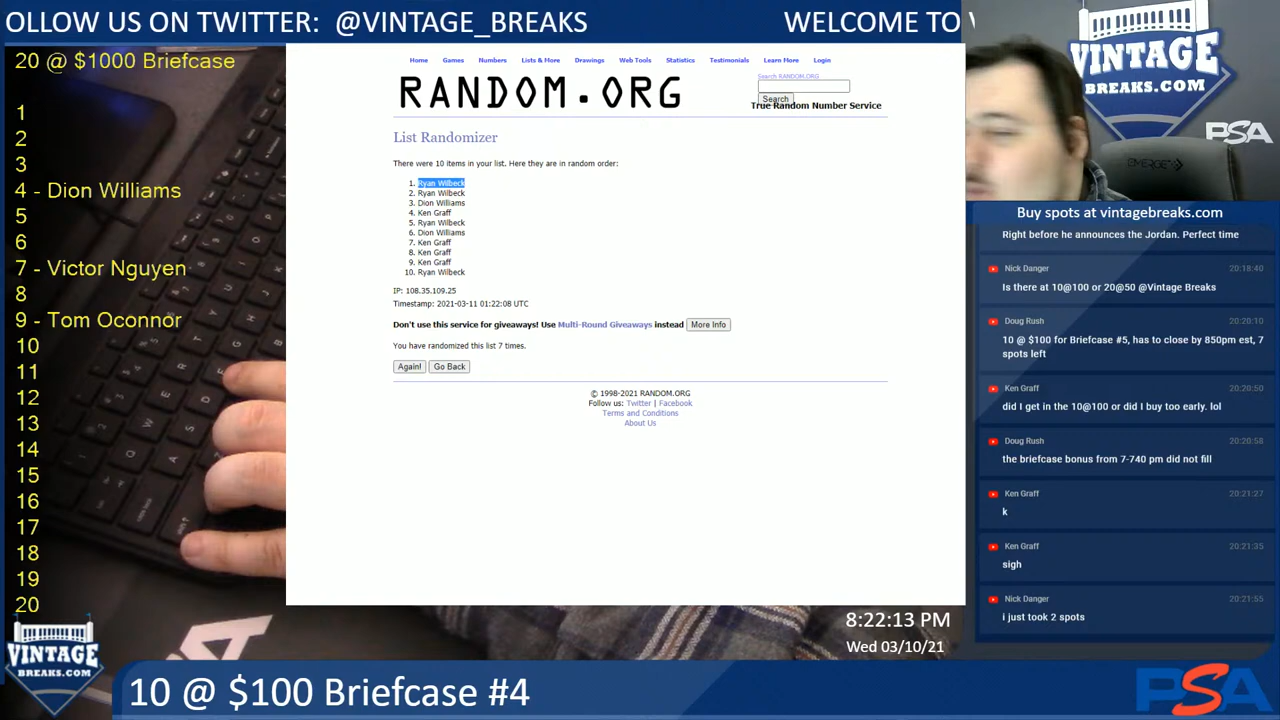 OLLOW US ON TWITTER:  @VINTAGE_BREAKS
WELCOME TO
20 @ $1000 Briefcase
1
2
3
4 - Dion Williams
5
6
7 - Victor Nguyen
8
9 - Tom Oconnor
10
11
12
13
14
15
16
17
18
19
20
Home Games Numbers Lists & More Drawings Web Tools Statistics Testimonials Learn More Login
RANDOM.ORG
Search RANDOM.ORG
Search
True Random Number Service
List Randomizer
There were 10 items in your list. Here they are in random order:
1. Ryan Wilbeck
2. Ryan Wilbeck
3. Dion Williams
4. Ken Graff
5. Ryan Wilbeck
6. Dion Williams
7. Ken Graff
8. Ken Graff
9. Ken Graff
10. Ryan Wilbeck
IP: 108.35.109.25
Timestamp: 2021-03-11 01:22:08 UTC
Don't use this service for giveaways! Use Multi-Round Giveaways instead More Info
You have randomized this list 7 times.
Again! Go Back
© 1998-2021 RANDOM.ORG
Follow us: Twitter | Facebook
Terms and Conditions
About Us
VINTAGE
BREAKS.COM
PSA
EMERGE
Buy spots at vintagebreaks.com
Right before he announces the Jordan. Perfect time
Nick Danger 20:18:40
Is there at 10@100 or 20@50 @Vintage Breaks
Doug Rush 20:20:10
10 @ $100 for Briefcase #5, has to close by 850pm est, 7
spots left
Ken Graff 20:20:50
did I get in the 10@100 or did I buy too early. lol
Doug Rush 20:20:58
the briefcase bonus from 7-740 pm did not fill
Ken Graff 20:21:27
k
Ken Graff 20:21:35
sigh
Nick Danger 20:21:55
i just took 2 spots
8:22:13 PM
Wed 03/10/21
VINTAGE
BREAKS.COM
10 @ $100 Briefcase #4
PSA